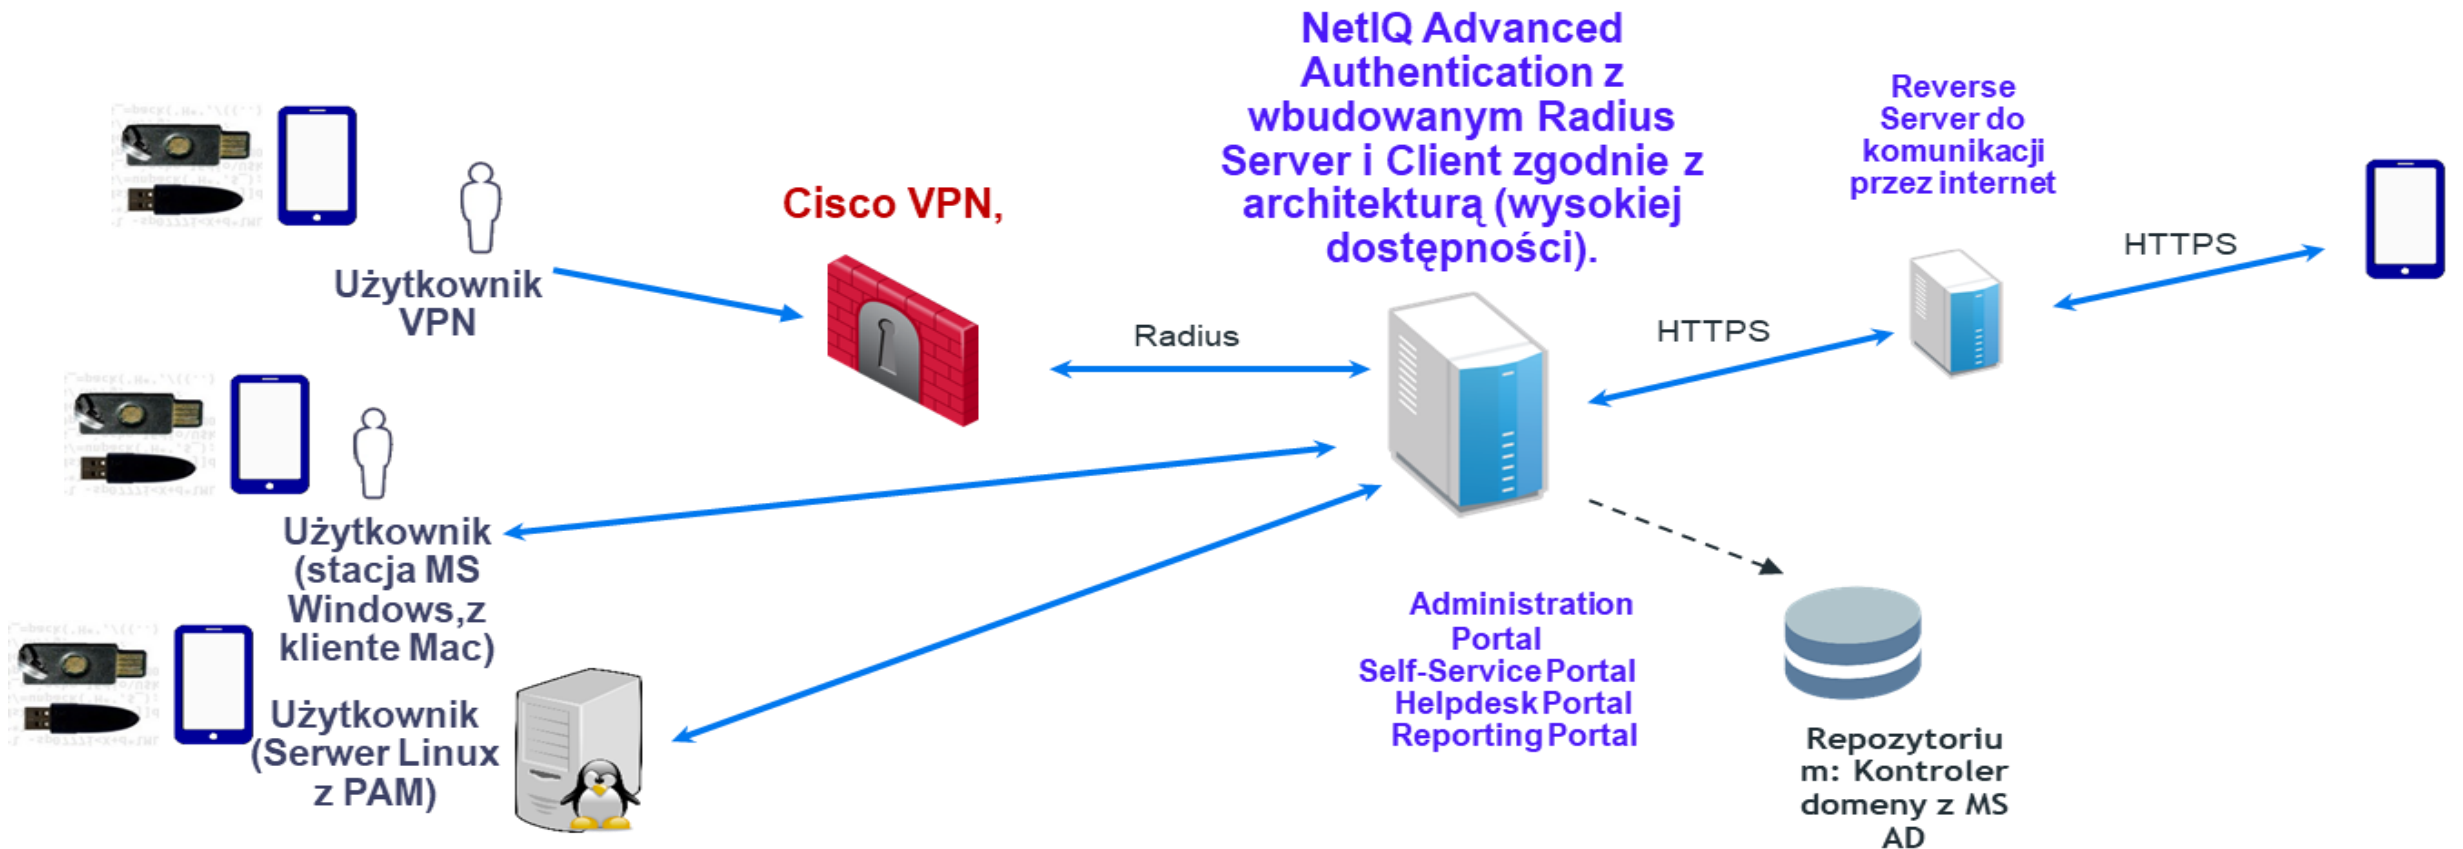 NetIQ Advanced
Authentication z
wbudowanym Radius
Server i Client zgodnie z
architekturą (wysokiej
dostępności).
Reverse
Server do
komunikacji
przez internet
Cisco VPN,
HTTPS
Użytkownik
VPN
Radius
HTTPS
Użytkownik
(stacja MS
Windows,z
kliente Mac)
Administration
Portal
Self-Service Portal
Helpdesk Portal
Reporting Portal
Użytkownik
(Serwer Linux
z PAM)
Repozytoriu
m: Kontroler
domeny z MS
AD